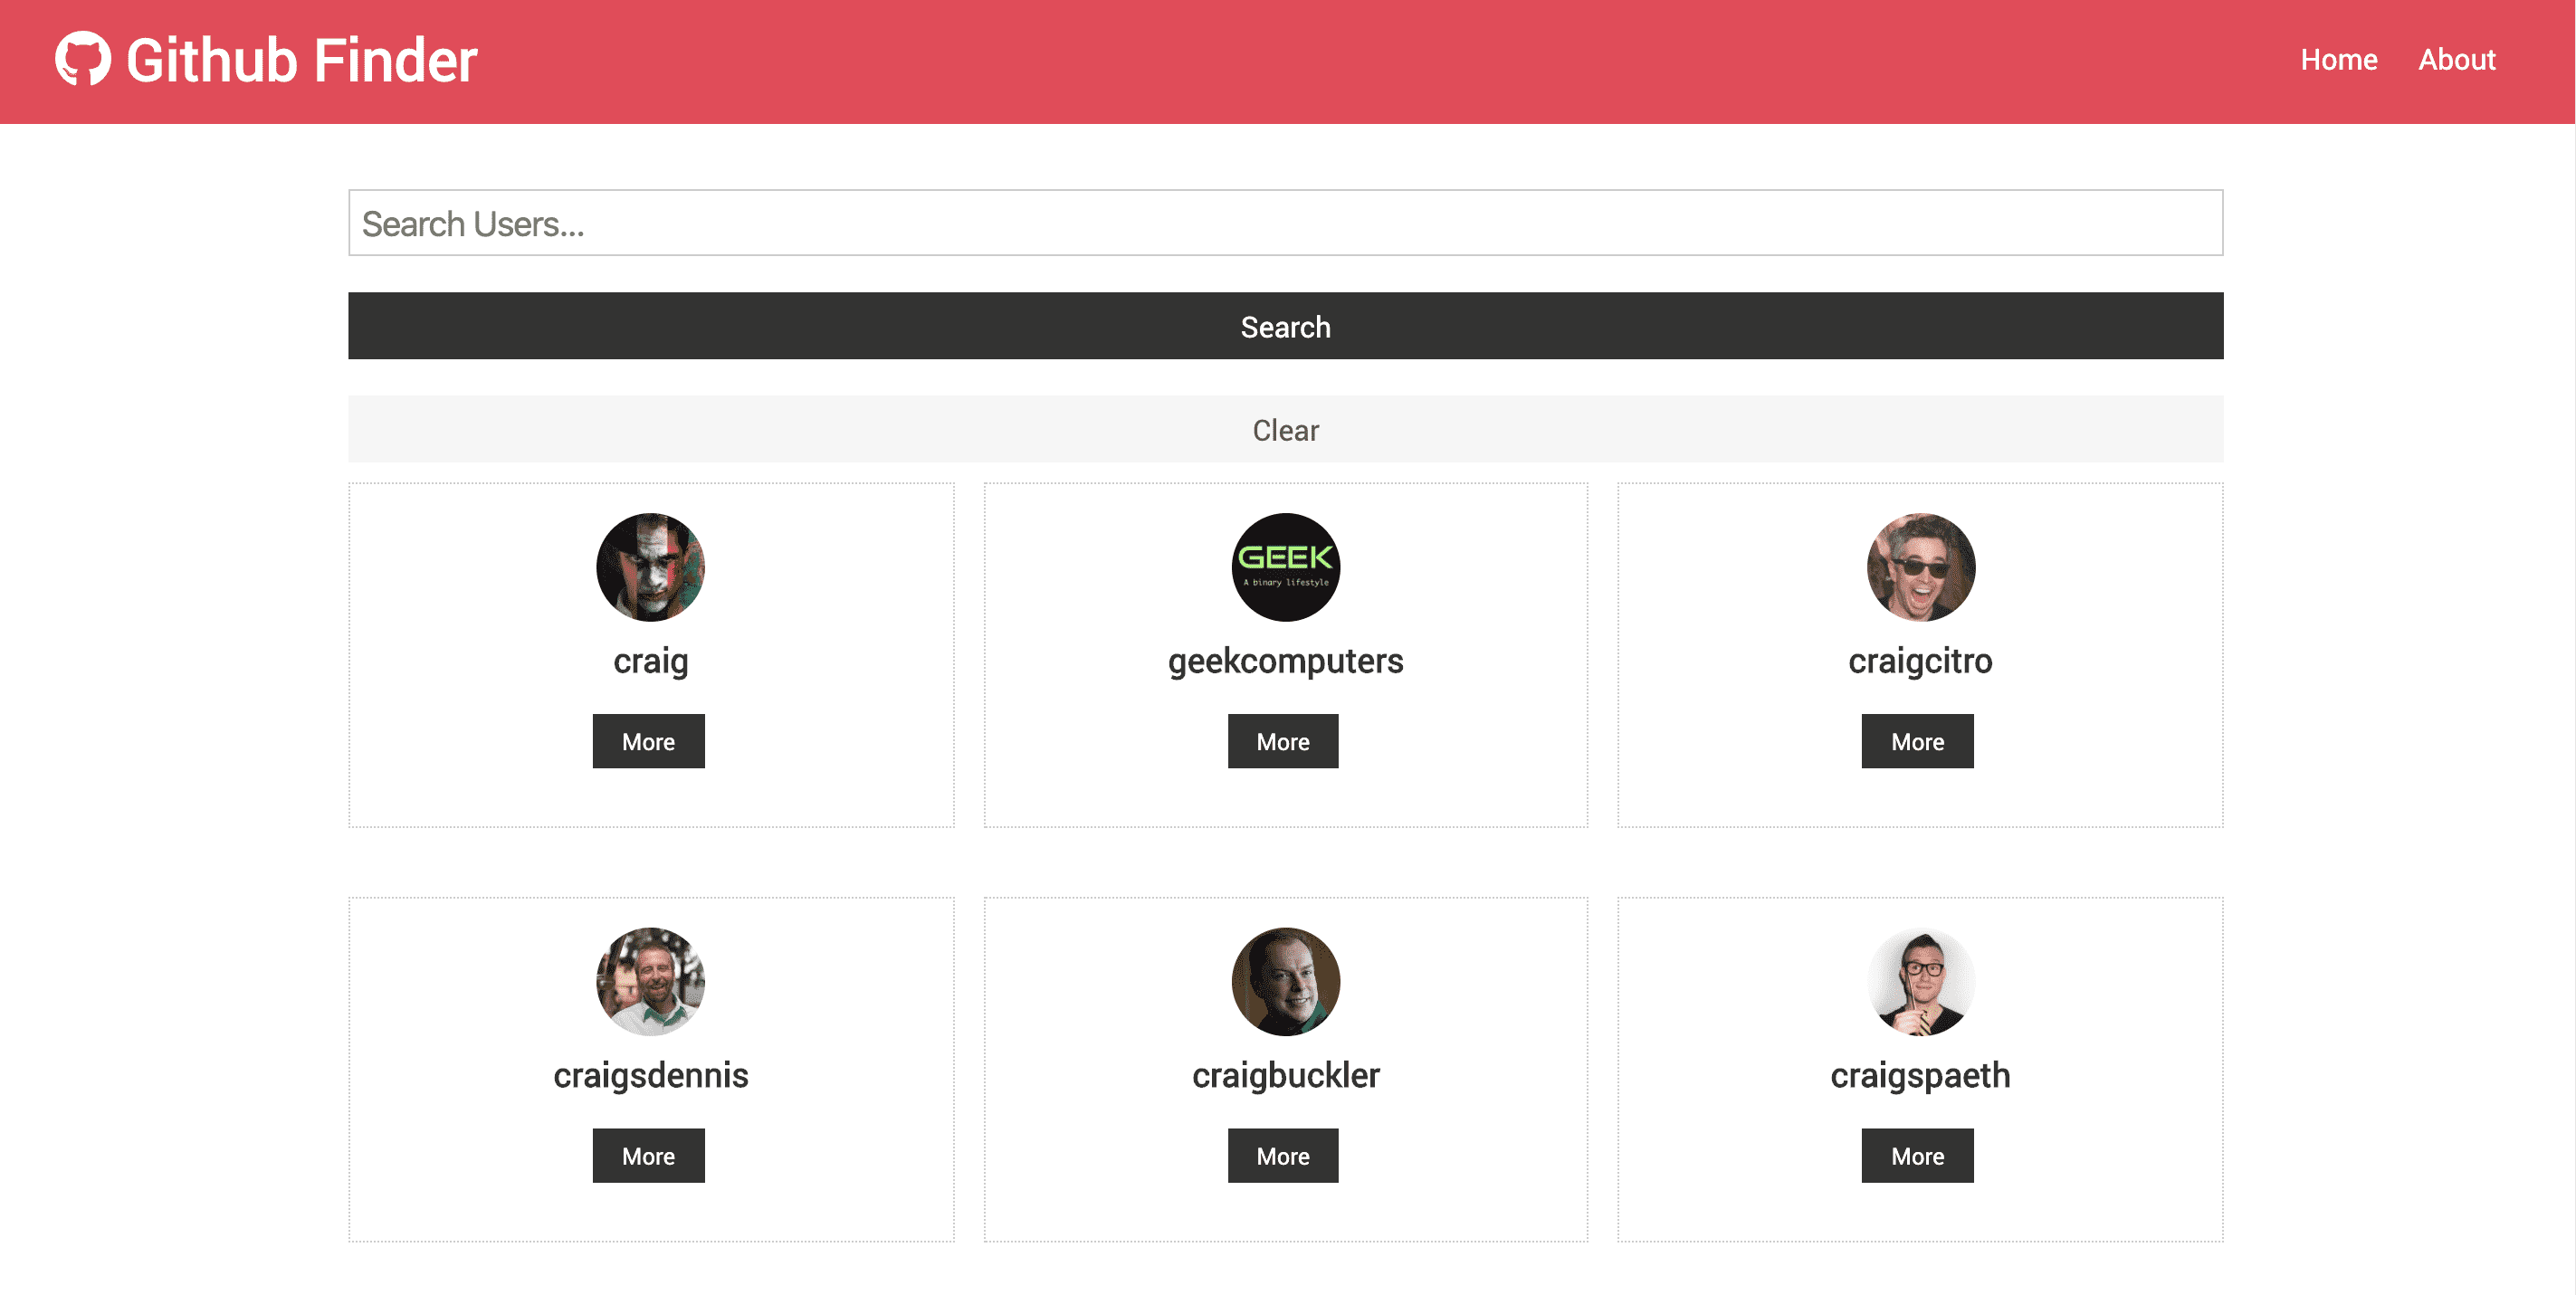 Github Finder
Home
About
Search Users...
Search
Clear
GEEK
A binary lifestyle
craig
geekcomputers
craigcitro
More
More
More
craigsdennis
craigbuckler
craigspaeth
More
More
More